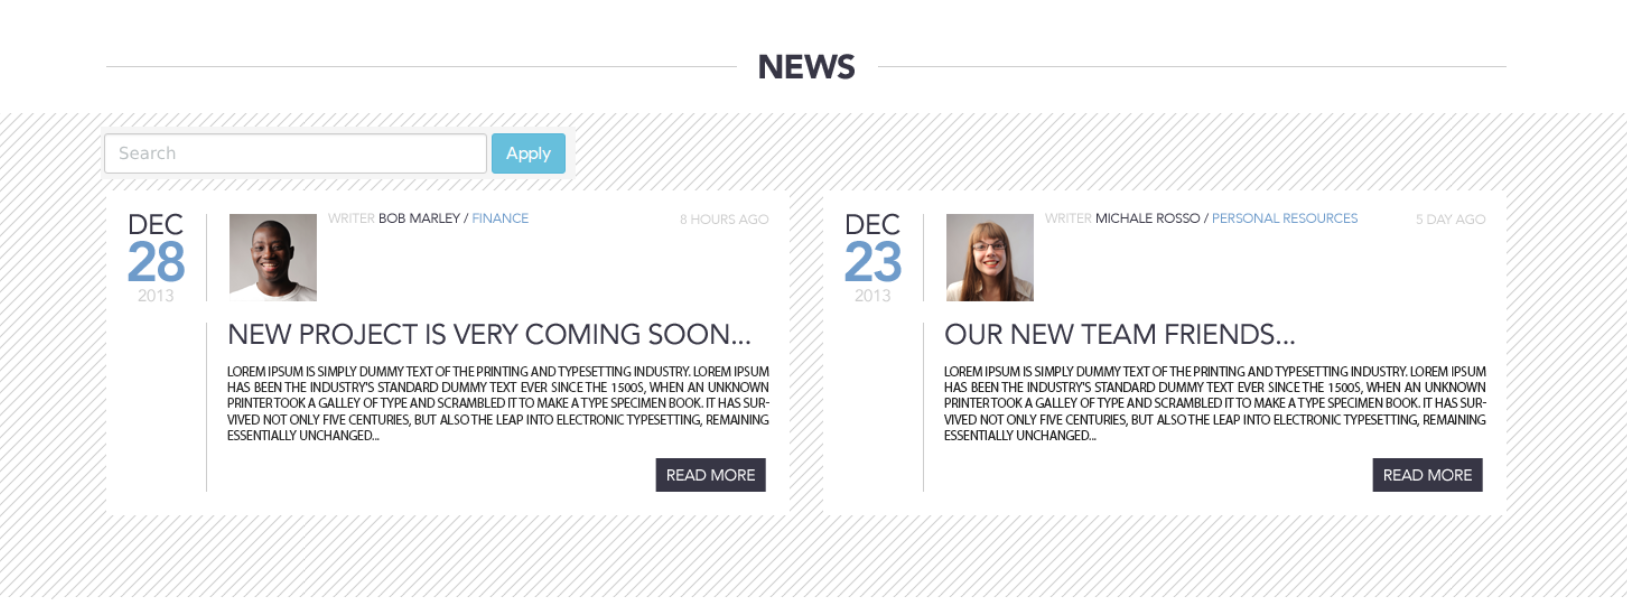 NEWS
Search
Apply
DEC
28
2013
WRITER BOB MARLEY / FINANCE
8 HOURS AGO
NEW PROJECT IS VERY COMING SOON...
LOREM IPSUM IS SIMPLY DUMMY TEXT OF THE PRINTING AND TYPESETTING INDUSTRY. LOREM IPSUM
HAS BEEN THE INDUSTRY'S STANDARD DUMMY TEXT EVER SINCE THE 1500S, WHEN AN UNKNOWN
PRINTER TOOK A GALLEY OF TYPE AND SCRAMBLED IT TO MAKE A TYPE SPECIMEN BOOK. IT HAS SUR-
VIVED NOT ONLY FIVE CENTURIES, BUT ALSO THE LEAP INTO ELECTRONIC TYPESETTING, REMAINING
ESSENTIALLY UNCHANGED...
READ MORE
DEC
23
2013
WRITER MICHALE ROSSO / PERSONAL RESOURCES
5 DAY AGO
OUR NEW TEAM FRIENDS...
LOREM IPSUM IS SIMPLY DUMMY TEXT OF THE PRINTING AND TYPESETTING INDUSTRY. LOREM IPSUM
HAS BEEN THE INDUSTRY'S STANDARD DUMMY TEXT EVER SINCE THE 1500S, WHEN AN UNKNOWN
PRINTER TOOK A GALLEY OF TYPE AND SCRAMBLED IT TO MAKE A TYPE SPECIMEN BOOK. IT HAS SUR-
VIVED NOT ONLY FIVE CENTURIES, BUT ALSO THE LEAP INTO ELECTRONIC TYPESETTING, REMAINING
ESSENTIALLY UNCHANGED...
READ MORE